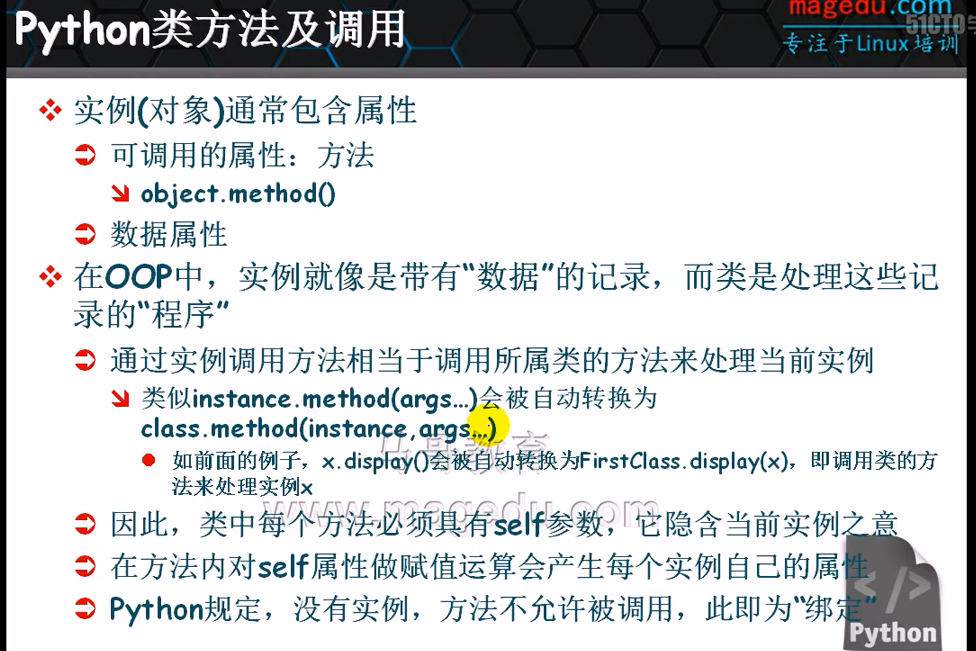 Python类方法及调用
magedu.com
51CTO学
专注于Linux培训
实例(对象)通常包含属性
可调用的属性：方法
object.method()
数据属性
在OOP中，实例就像是带有“数据”的记录，而类是处理这些记
录的“程序”
通过实例调用方法相当于调用所属类的方法来处理当前实例
类似instance.method(args…)会被自动转换为
class.method(instance,args…)
马哥教育
如前面的例子，x.display()会被自动转换为FirstClass.display(x)，即调用类的方
法来处理实例x
www.magedu.com
因此，类中每个方法必须具有self参数，它隐含当前实例之意
在方法内对self属性做赋值运算会产生每个实例自己的属性
Python规定，没有实例，方法不允许被调用，此即为“绑定”
</>
Python